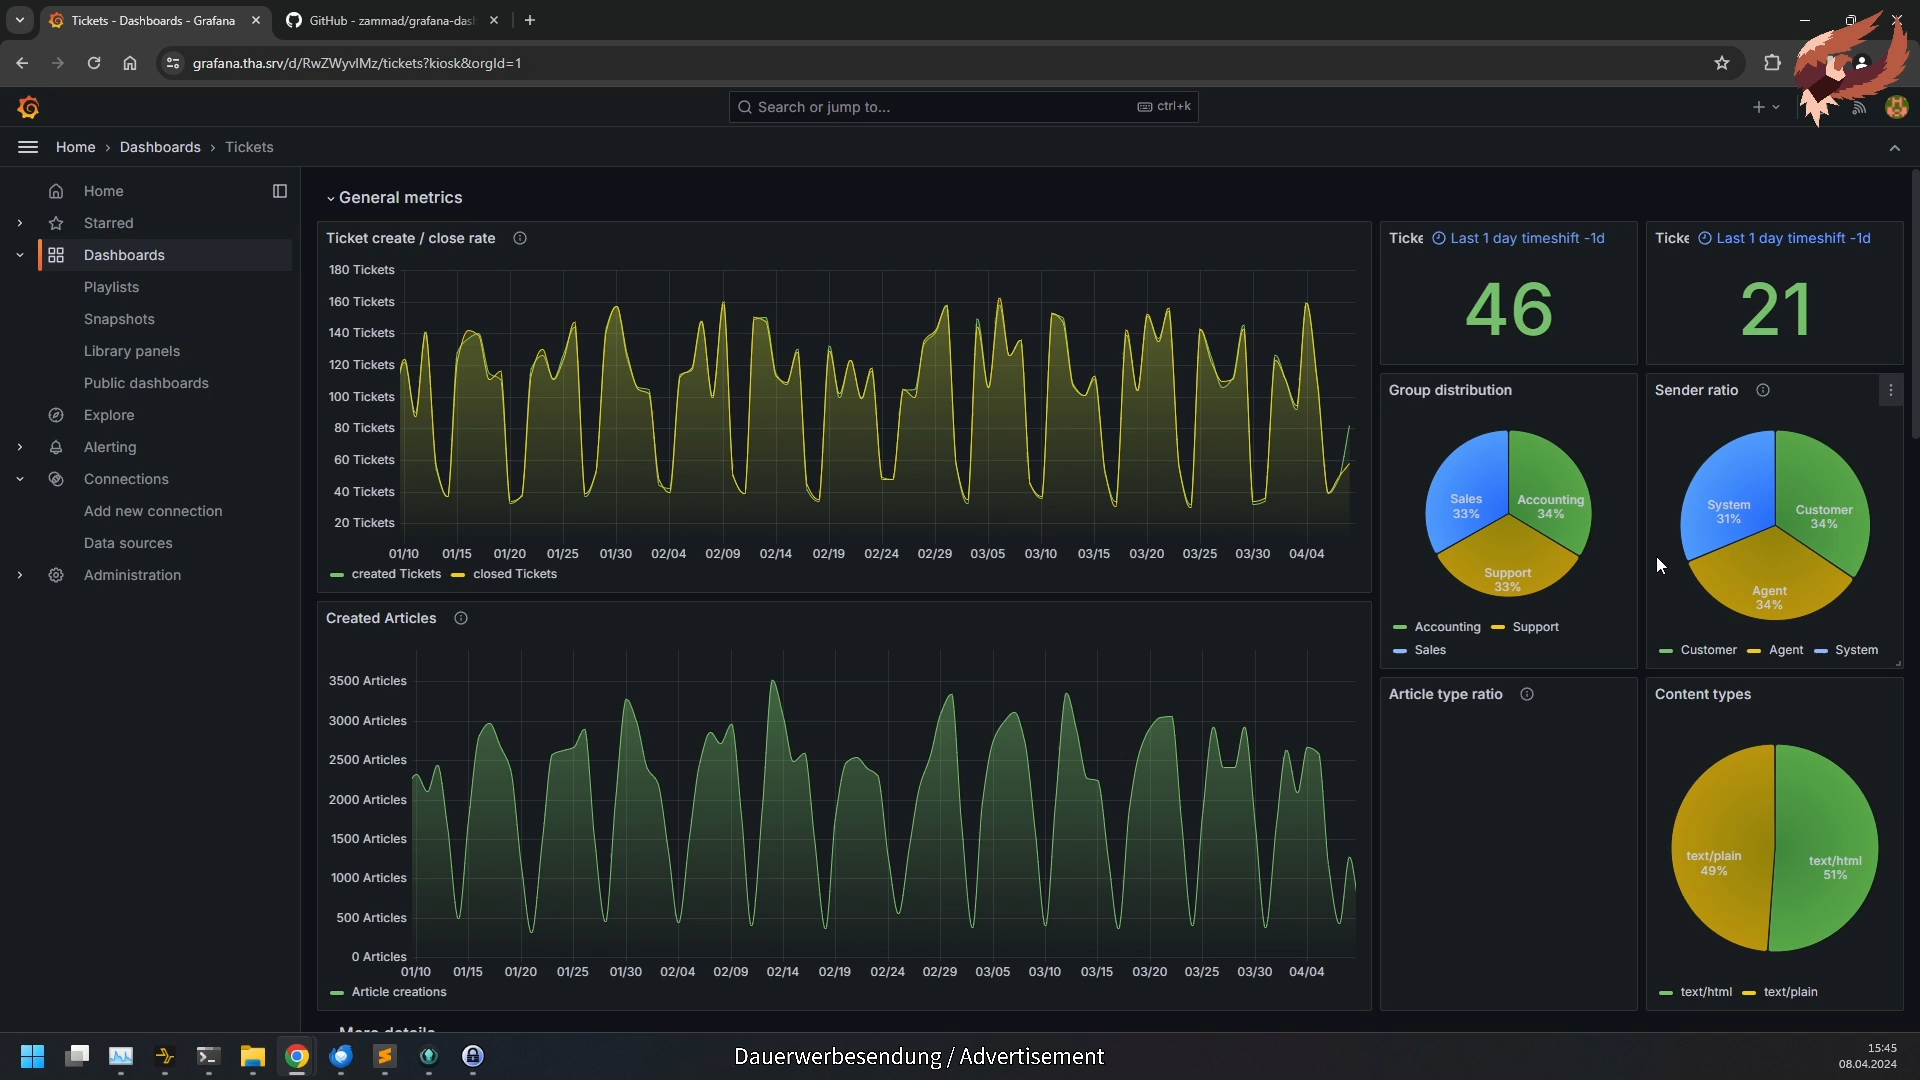 Tickets - Dashboards - Grafana
GitHub - zammad/grafana-das
grafana.tha.srv/d/RwZWyvIMz/tickets?kiosk&orgId=1
Search or jump to...
ctrl+k
Home › Dashboards › Tickets
Home
Starred
Dashboards
Playlists
Snapshots
Library panels
Public dashboards
Explore
Alerting
Connections
Add new connection
Data sources
Administration
General metrics
Ticket create / close rate
180 Tickets
160 Tickets
140 Tickets
120 Tickets
100 Tickets
80 Tickets
60 Tickets
40 Tickets
20 Tickets
01/10 01/15 01/20 01/25 01/30 02/04 02/09 02/14 02/19 02/24 02/29 03/05 03/10 03/15 03/20 03/25 03/30 04/04
created Tickets closed Tickets
Ticke Last 1 day timeshift -1d
46
Ticke Last 1 day timeshift -1d
21
Group distribution
Sales
33%
Accounting
34%
Support
33%
Accounting Support
Sales
Sender ratio
System
31%
Customer
34%
Agent
34%
Customer Agent System
Created Articles
3500 Articles
3000 Articles
2500 Articles
2000 Articles
1500 Articles
1000 Articles
500 Articles
0 Articles
01/10 01/15 01/20 01/25 01/30 02/04 02/09 02/14 02/19 02/24 02/29 03/05 03/10 03/15 03/20 03/25 03/30 04/04
Article creations
Article type ratio
Content types
text/plain
49%
text/html
51%
text/html text/plain
More details
Dauerwerbesendung / Advertisement
15:45
08.04.2024